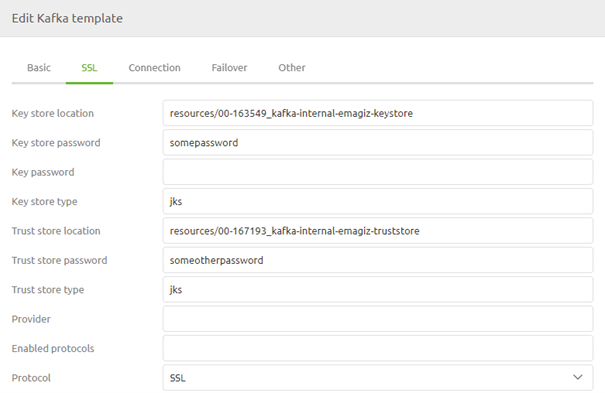 Edit Kafka template
Basic SSL Connection Failover Other
Key store location resources/00-163549_kafka-internal-emagiz-keystore
Key store password somepassword
Key password
Key store type jks
Trust store location resources/00-167193_kafka-internal-emagiz-truststore
Trust store password someotherpassword
Trust store type jks
Provider
Enabled protocols
Protocol SSL